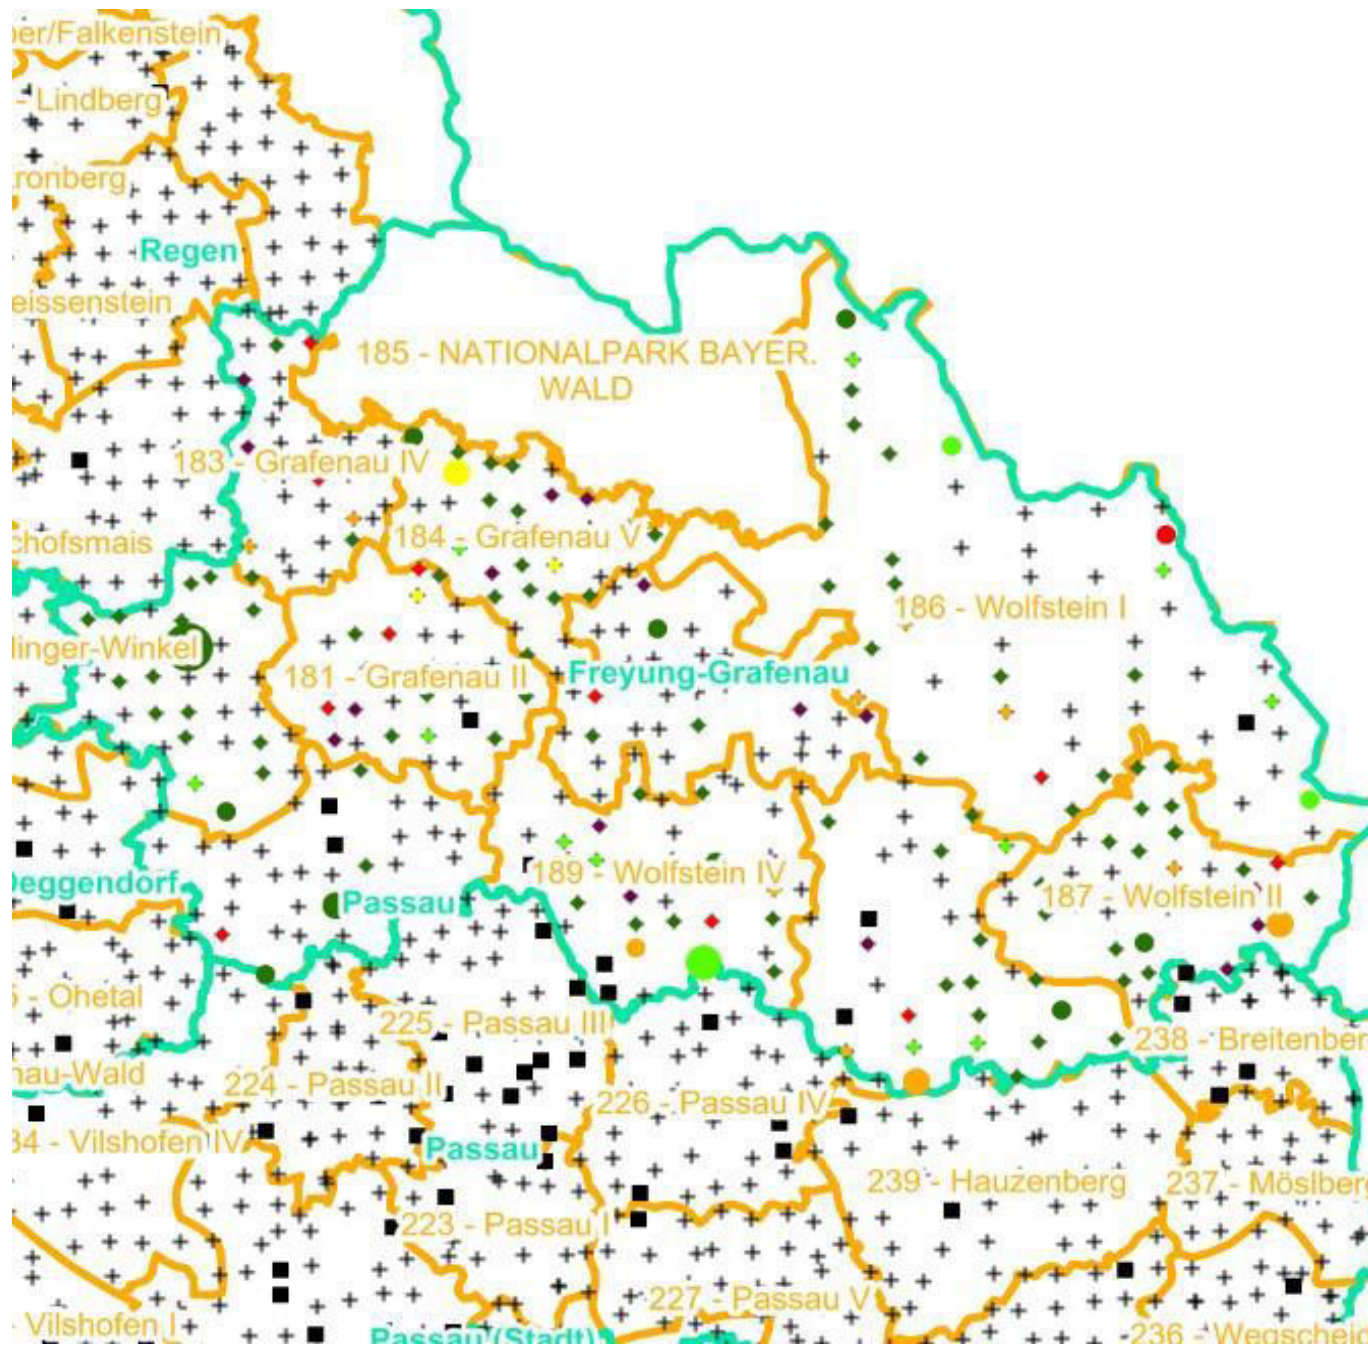 ber/Falkenstein
- Lindberg
ronberg
Regen
eissenstein
185 - NATIONALPARK BAYER.
WALD
183 - Grafenau IV
184 - Grafenau V
chofsmais
186 - Wolfstein I
linger-Winkel
181 - Grafenau II
Freyung-Grafenau
189 - Wolfstein IV
Deggendorf
Passau
187 - Wolfstein II
5 - Ohetal
225 - Passau III
238 - Breitenber
nau-Wald
224 - Passau II
226 - Passau IV
34 - Vilshofen IV
Passau
239 - Hauzenberg
237 - Möslberg
223 - Passau I
227 - Passau V
- Vilshofen I
Passau (Stadt)
236 - Wegscheid